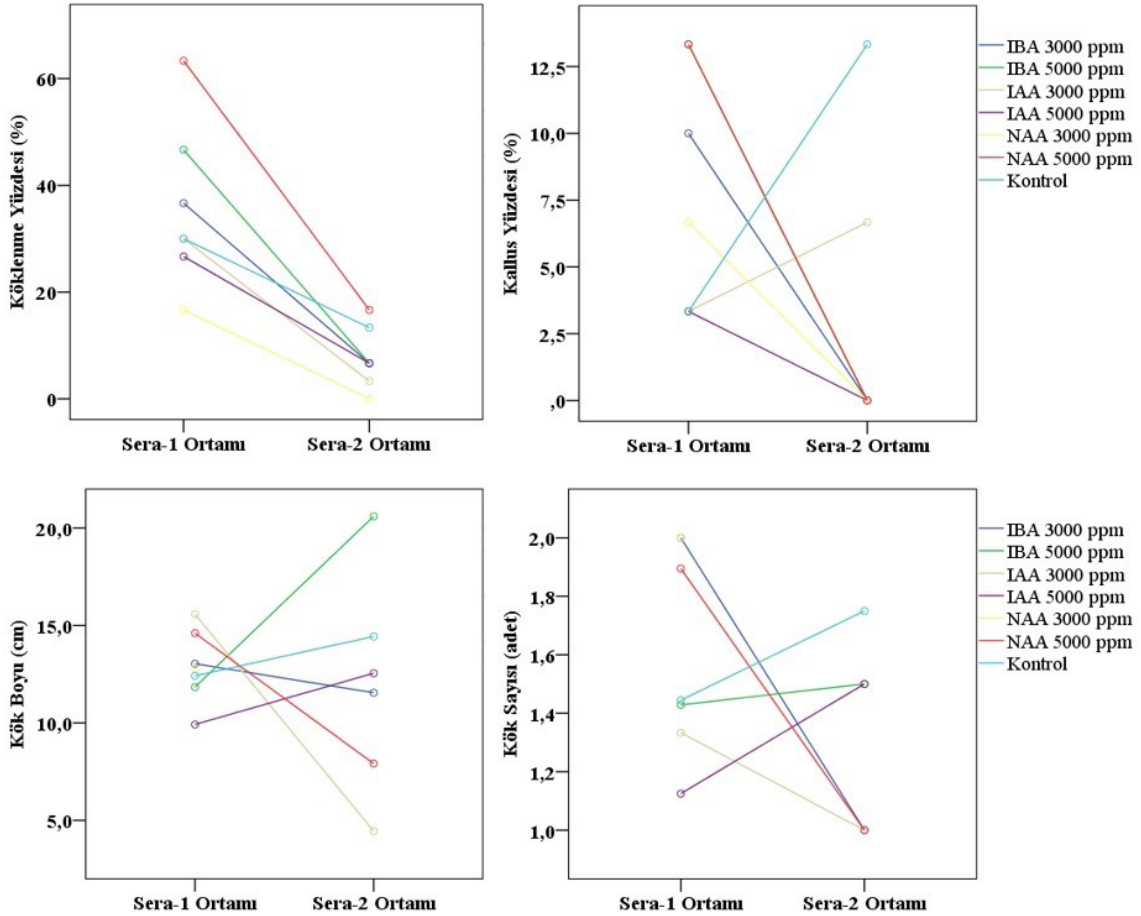 Köklenme Yüzdesi (%)
60
40
20
0
Sera-1 Ortamı
Sera-2 Ortamı
Kallus Yüzdesi (%)
12,5
10,0
7,5
5,0
2,5
,0
Sera-1 Ortamı
Sera-2 Ortamı
IBA 3000 ppm
IBA 5000 ppm
IAA 3000 ppm
IAA 5000 ppm
NAA 3000 ppm
NAA 5000 ppm
Kontrol
Kök Boyu (cm)
20,0
15,0
10,0
5,0
Sera-1 Ortamı
Sera-2 Ortamı
Kök Sayısı (adet)
2,0
1,8
1,6
1,4
1,2
1,0
Sera-1 Ortamı
Sera-2 Ortamı
IBA 3000 ppm
IBA 5000 ppm
IAA 3000 ppm
IAA 5000 ppm
NAA 3000 ppm
NAA 5000 ppm
Kontrol